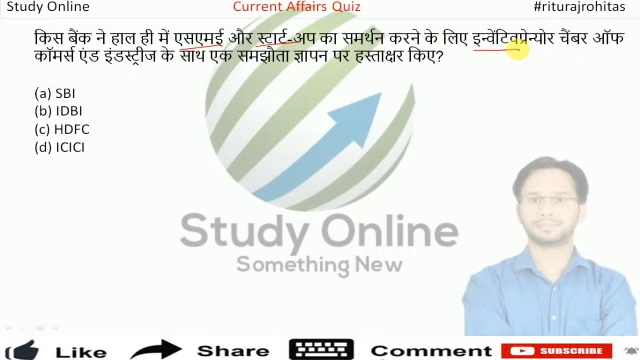 Study Online
Current Affairs Quiz
#riturajrohitas
किस बैंक ने हाल ही में एसएमई और स्टार्ट-अप का समर्थन करने के लिए इन्वेंटिवप्रेन्योर चैंबर ऑफ
कॉमर्स एंड इंडस्ट्रीज के साथ एक समझौता ज्ञापन पर हस्ताक्षर किए?
(a) SBI
(b) IDBI
(c) HDFC
(d) ICICI
Study Online
Something New
Like
Share
Comment
SUBSCRIBE